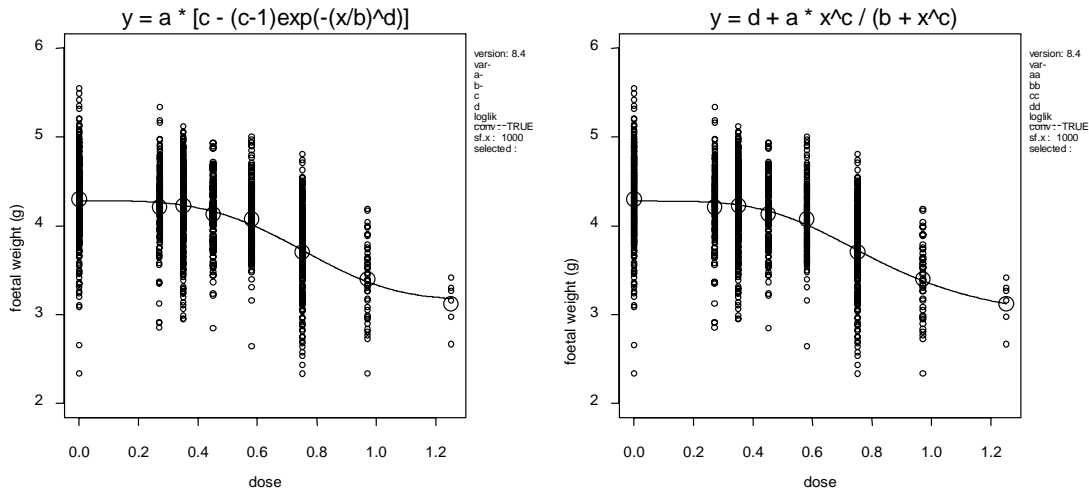 y = a * [c - (c-1)exp(-(x/b)^d)]
6
5
4
3
2
foetal weight (g)
0.0 0.2 0.4 0.6 0.8 1.0 1.2
dose
version: 8.4
var-
a-
b-
c
d
loglik
conv : TRUE
sf.x : 1000
selected :
y = d + a * x^c / (b + x^c)
6
5
4
3
2
foetal weight (g)
0.0 0.2 0.4 0.6 0.8 1.0 1.2
dose
version: 8.4
var-
aa
bb
cc
dd
loglik
conv : TRUE
sf.x : 1000
selected :